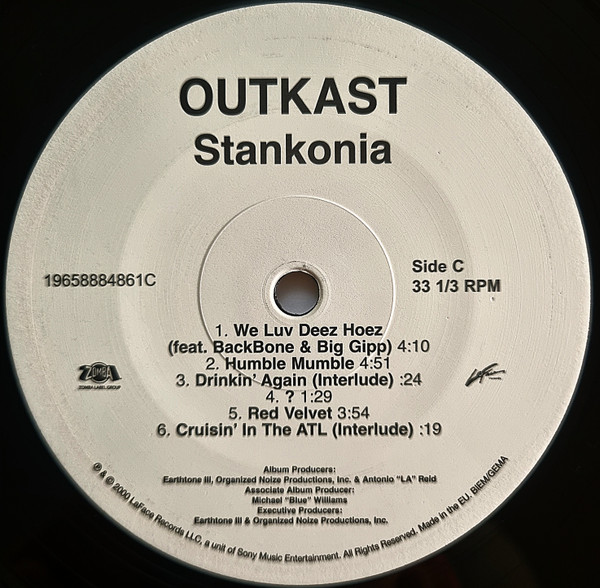 OUTKAST
Stankonia
19658884861C
Side C
33 1/3 RPM
1. We Luv Deez Hoez
(feat. BackBone & Big Gipp) 4:10
2. Humble Mumble 4:51
3. Drinkin' Again (Interlude) :24
4. ? 1:29
5. Red Velvet 3:54
6. Cruisin' In The ATL (Interlude) :19
ZOMBA
ZOMBA LABEL GROUP
Album Producers:
Earthtone III, Organized Noize Productions, Inc. & Antonio "LA" Reid
Associate Album Producer:
Michael "Blue" Williams
Executive Producers:
Earthtone III & Organized Noize Productions, Inc.
℗ & © 2000 LaFace Records LLC, a unit of Sony Music Entertainment. All Rights Reserved. Made in the EU. BIEM/GEMA